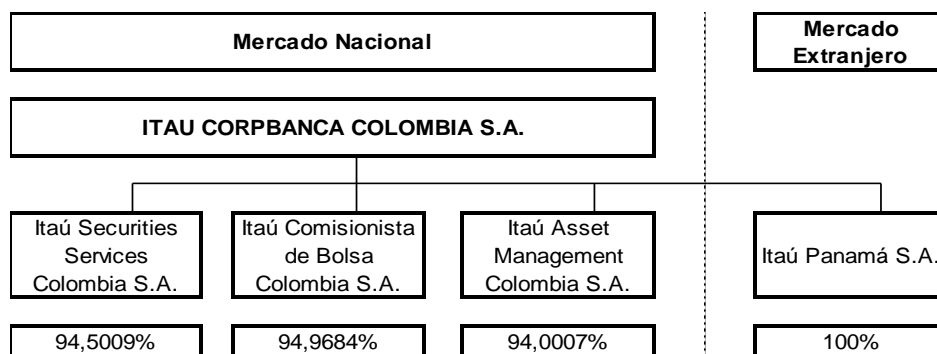 Mercado Nacional
Mercado
Extranjero
ITAU CORPBANCA COLOMBIA S.A.
Itaú Securities
Services
Colombia S.A.
Itaú Comisionista
de Bolsa
Colombia S.A.
Itaú Asset
Management
Colombia S.A.
Itaú Panamá S.A.
94,5009%
94,9684%
94,0007%
100%